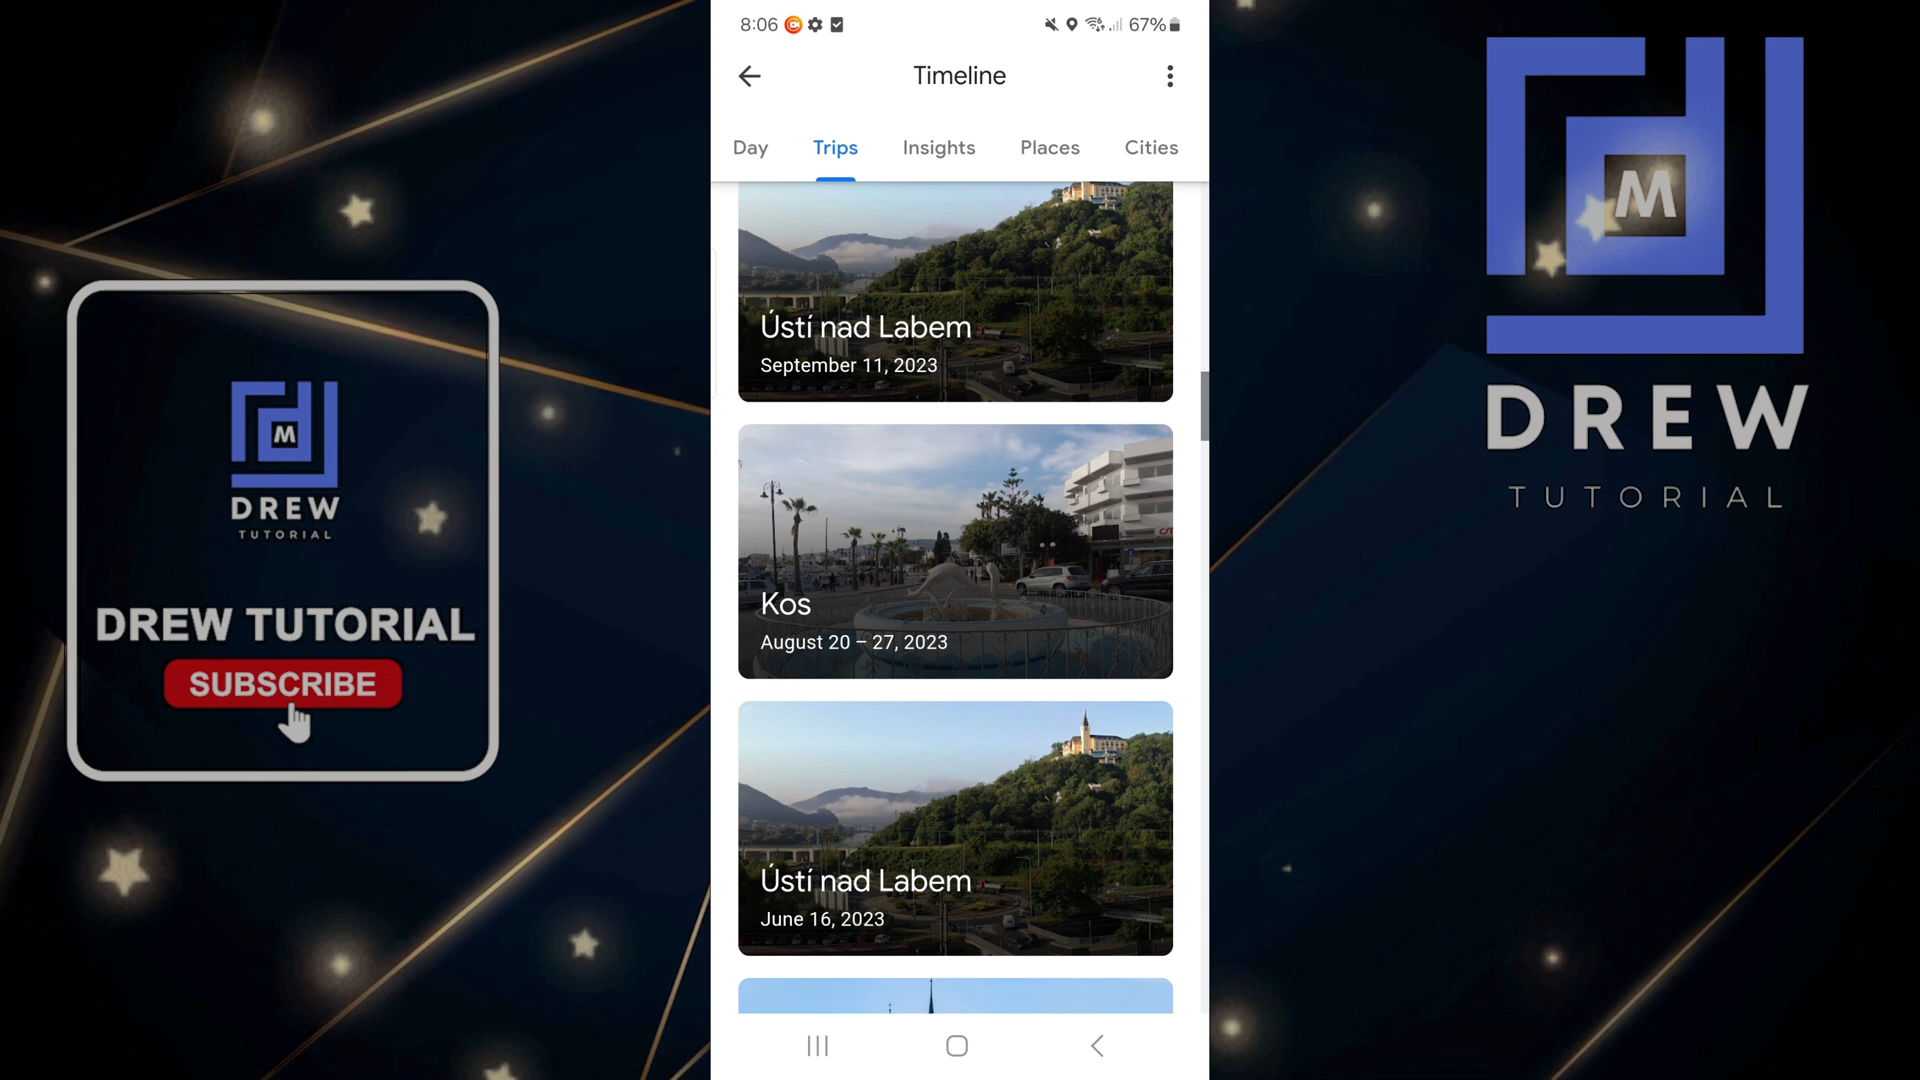 8:06
67%
Timeline
Day Trips Insights Places Cities
Ústí nad Labem
September 11, 2023
Kos
August 20 – 27, 2023
Ústí nad Labem
June 16, 2023
M
DREW
TUTORIAL
DREW TUTORIAL
SUBSCRIBE
M
DREW
TUTORIAL